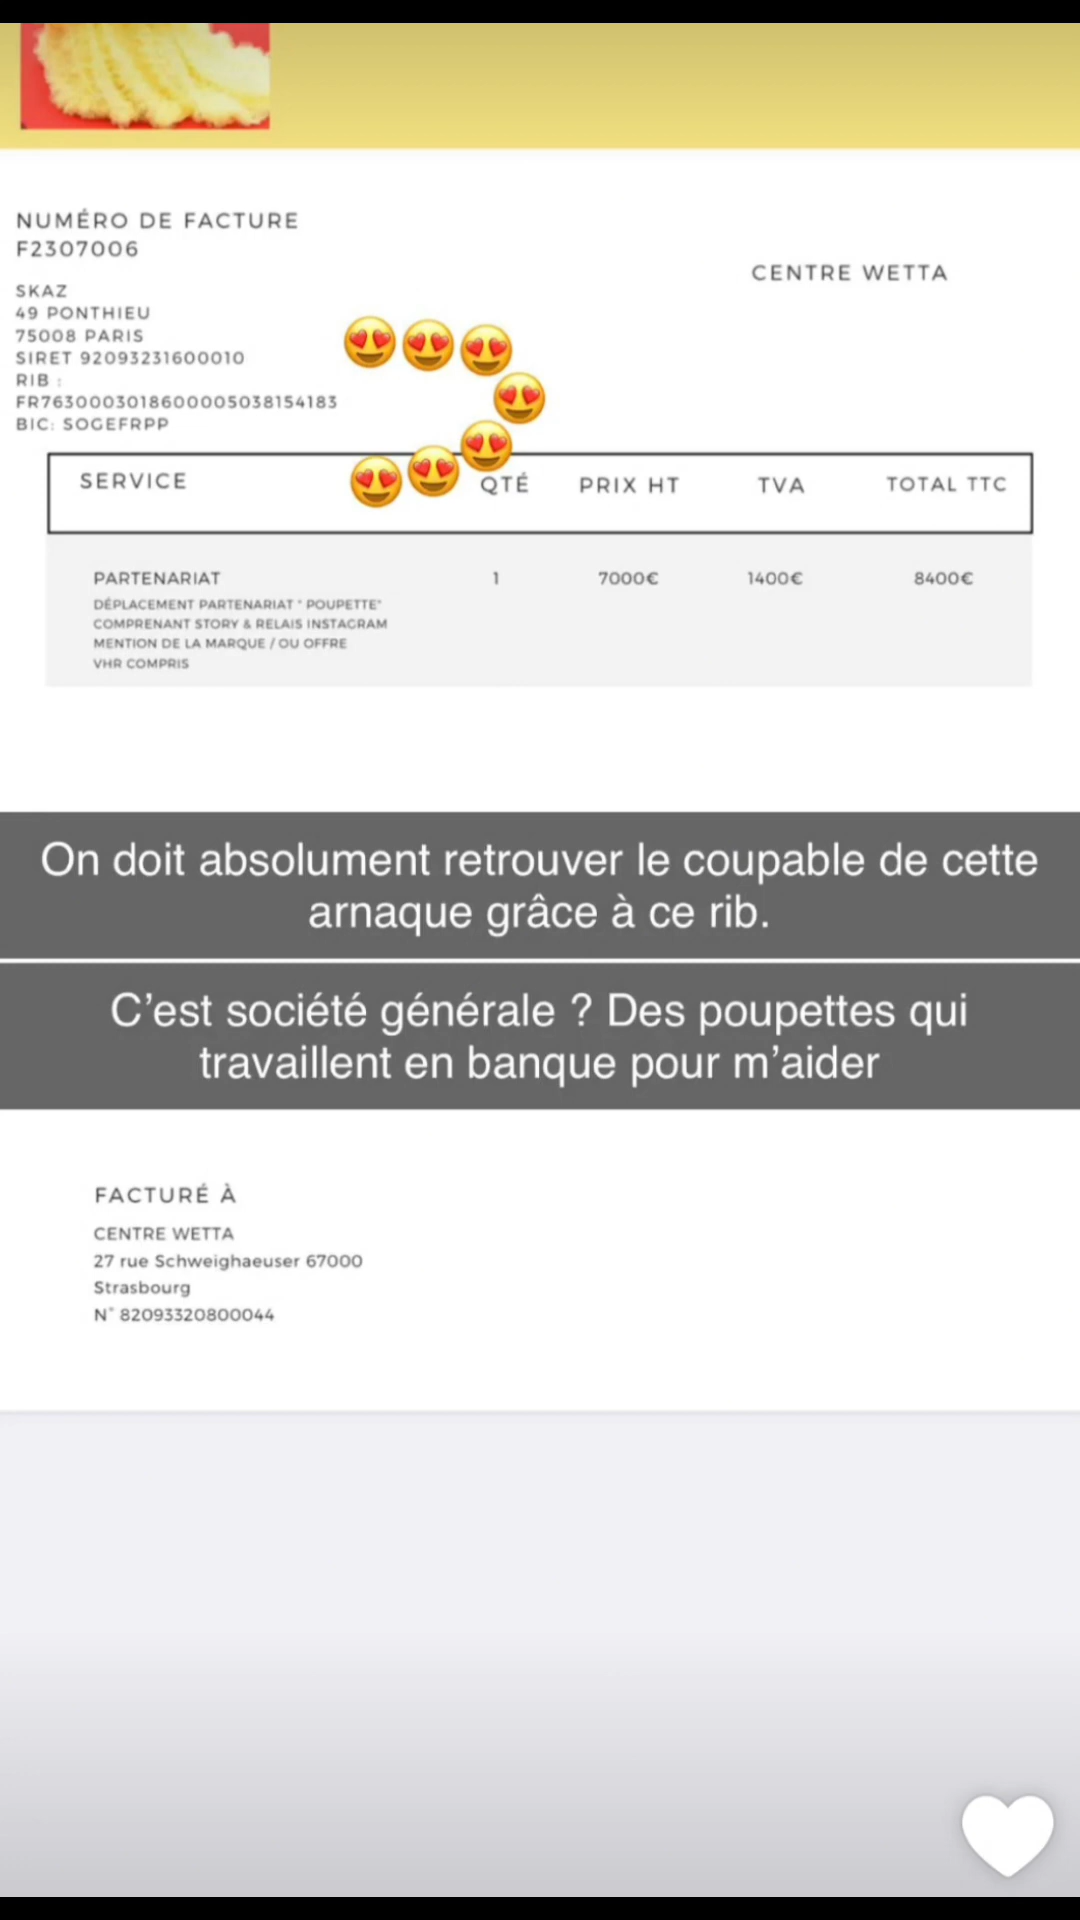 NUMÉRO DE FACTURE
F2307006
CENTRE WETTA
SKAZ
49 PONTHIEU
75008 PARIS
SIRET 92093231600010
RIB :
FR7630003018600005038154183
BIC: SOGEFRPP
SERVICE QTÉ PRIX HT TVA TOTAL TTC
PARTENARIAT 1 7000€ 1400€ 8400€
DÉPLACEMENT PARTENARIAT " POUPETTE"
COMPRENANT STORY & RELAIS INSTAGRAM
MENTION DE LA MARQUE / OU OFFRE
VHR COMPRIS
On doit absolument retrouver le coupable de cette
arnaque grâce à ce rib.
C’est société générale ? Des poupettes qui
travaillent en banque pour m’aider
FACTURÉ À
CENTRE WETTA
27 rue Schweighaeuser 67000
Strasbourg
N° 82093320800044